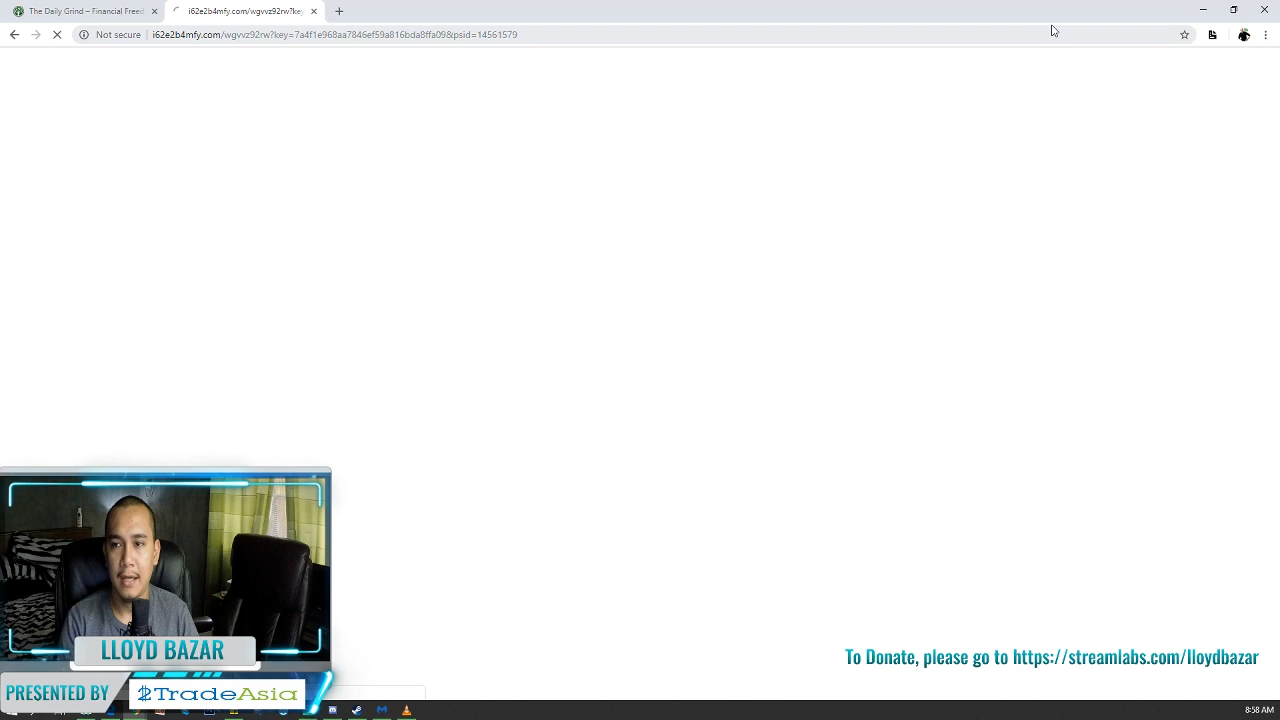 The Daily Grind – Financial Freed
i62e2b4mfy.com/wgvvz92rw?key=
Not secure
i62e2b4mfy.com/wgvvz92rw?key=7a4f1e968aa7846ef59a816bda8ffa09&psid=14561579
LLOYD BAZAR
To Donate, please go to https://streamlabs.com/lloydbazar
PRESENTED BY
$TradeAsia
8:58 AM